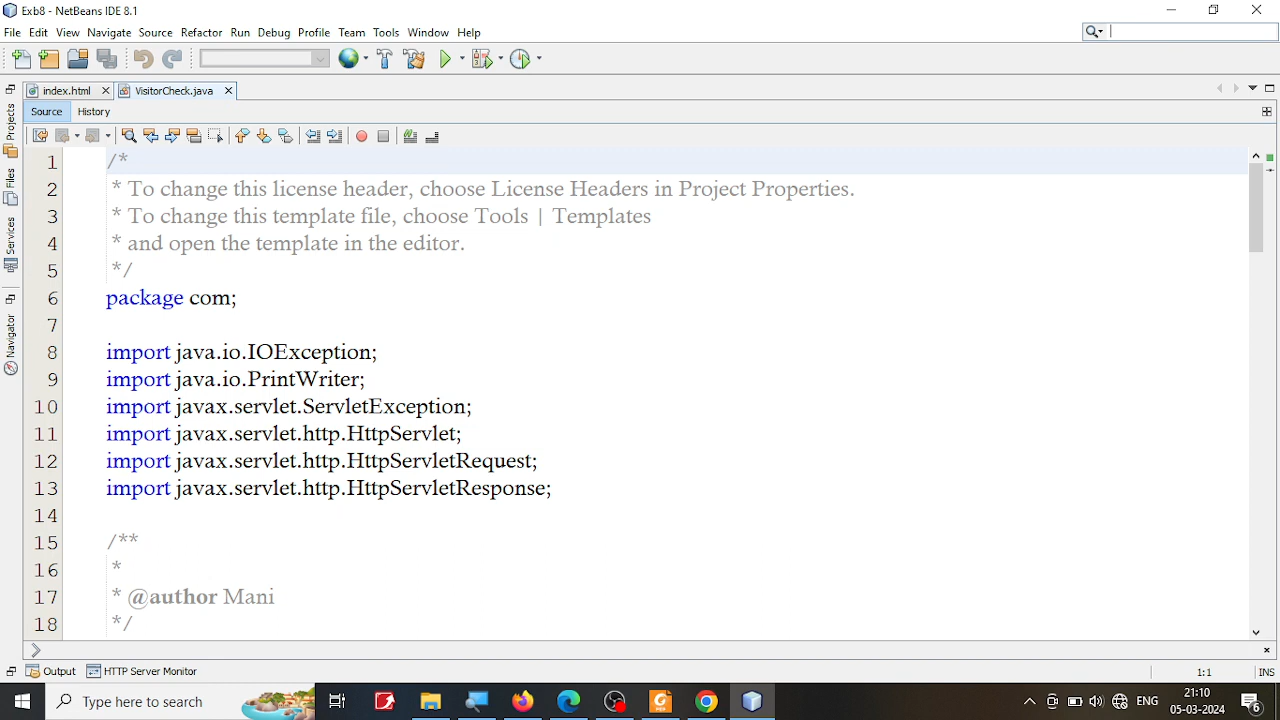 Exb8 - NetBeans IDE 8.1
File Edit View Navigate Source Refactor Run Debug Profile Team Tools Window Help
index.html VisitorCheck.java
Source History
Projects
Files
Services
Navigator
1 /*
2 * To change this license header, choose License Headers in Project Properties.
3 * To change this template file, choose Tools | Templates
4 * and open the template in the editor.
5 */
6 package com;
7
8 import java.io.IOException;
9 import java.io.PrintWriter;
10 import javax.servlet.ServletException;
11 import javax.servlet.http.HttpServlet;
12 import javax.servlet.http.HttpServletRequest;
13 import javax.servlet.http.HttpServletResponse;
14
15 /**
16 *
17 * @author Mani
18 */
Output HTTP Server Monitor 1:1 INS
Type here to search ENG 21:10
05-03-2024 6